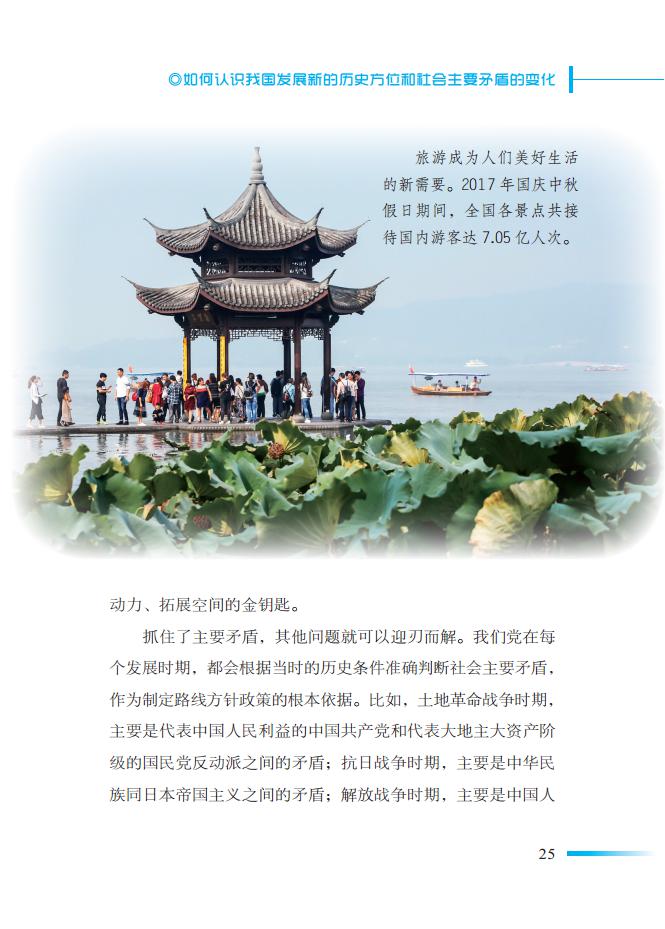 ◎如何认识我国发展新的历史方位和社会主要矛盾的变化
旅游成为人们美好生活
的新需要。2017年国庆中秋
假日期间，全国各景点共接
待国内游客达7.05亿人次。
动力、拓展空间的金钥匙。
抓住了主要矛盾，其他问题就可以迎刃而解。我们党在每
个发展时期，都会根据当时的历史条件准确判断社会主要矛盾，
作为制定路线方针政策的根本依据。比如，土地革命战争时期，
主要是代表中国人民利益的中国共产党和代表大地主大资产阶
级的国民党反动派之间的矛盾；抗日战争时期，主要是中华民
族同日本帝国主义之间的矛盾；解放战争时期，主要是中国人
25